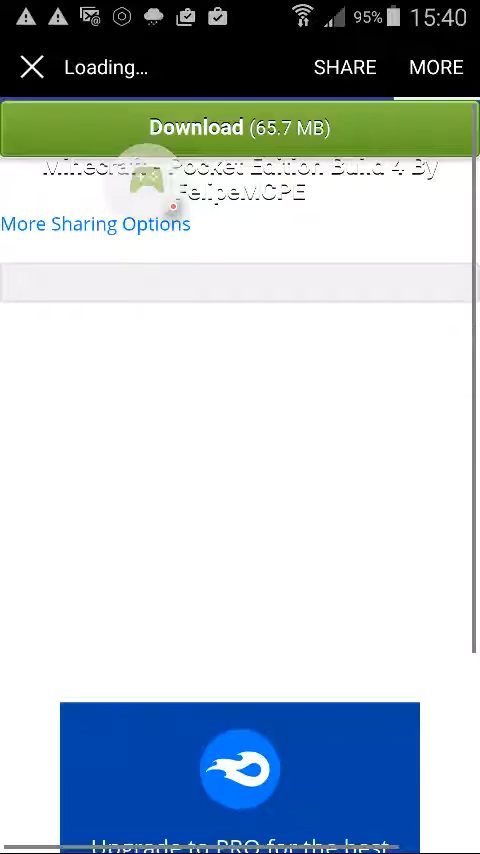 95% 15:40
Loading... SHARE MORE
Download (65.7 MB)
Minecraft - Pocket Edition Build 4 By
FelipeMCPE
More Sharing Options
Upgrade to PRO for the best